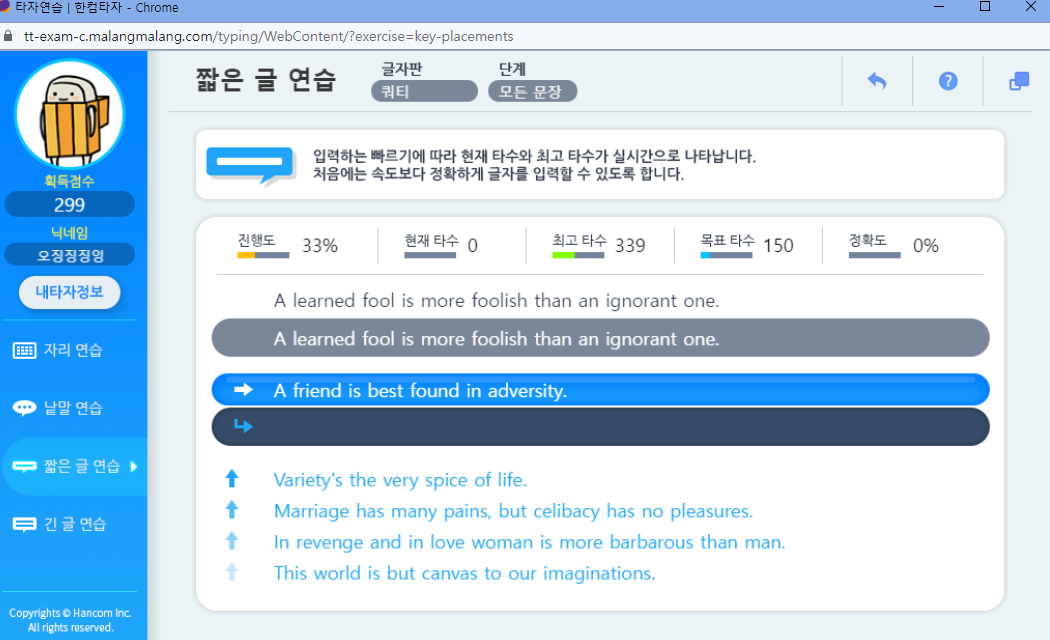 타자연습 | 한컴타자 - Chrome
tt-exam-c.malangmalang.com/typing/WebContent/?exercise=key-placements
획득점수
299
닉네임
오징징징잉
내타자정보
자리 연습
낱말 연습
짧은 글 연습
긴 글 연습
Copyrights © Hancom Inc.
All rights reserved.
짧은 글 연습
글자판
쿼티
단계
모든 문장
?
입력하는 빠르기에 따라 현재 타수와 최고 타수가 실시간으로 나타납니다.
처음에는 속도보다 정확하게 글자를 입력할 수 있도록 합니다.
진행도 33% 현재 타수 0 최고 타수 339 목표 타수 150 정확도 0%
A learned fool is more foolish than an ignorant one.
A learned fool is more foolish than an ignorant one.
A friend is best found in adversity.
Variety's the very spice of life.
Marriage has many pains, but celibacy has no pleasures.
In revenge and in love woman is more barbarous than man.
This world is but canvas to our imaginations.